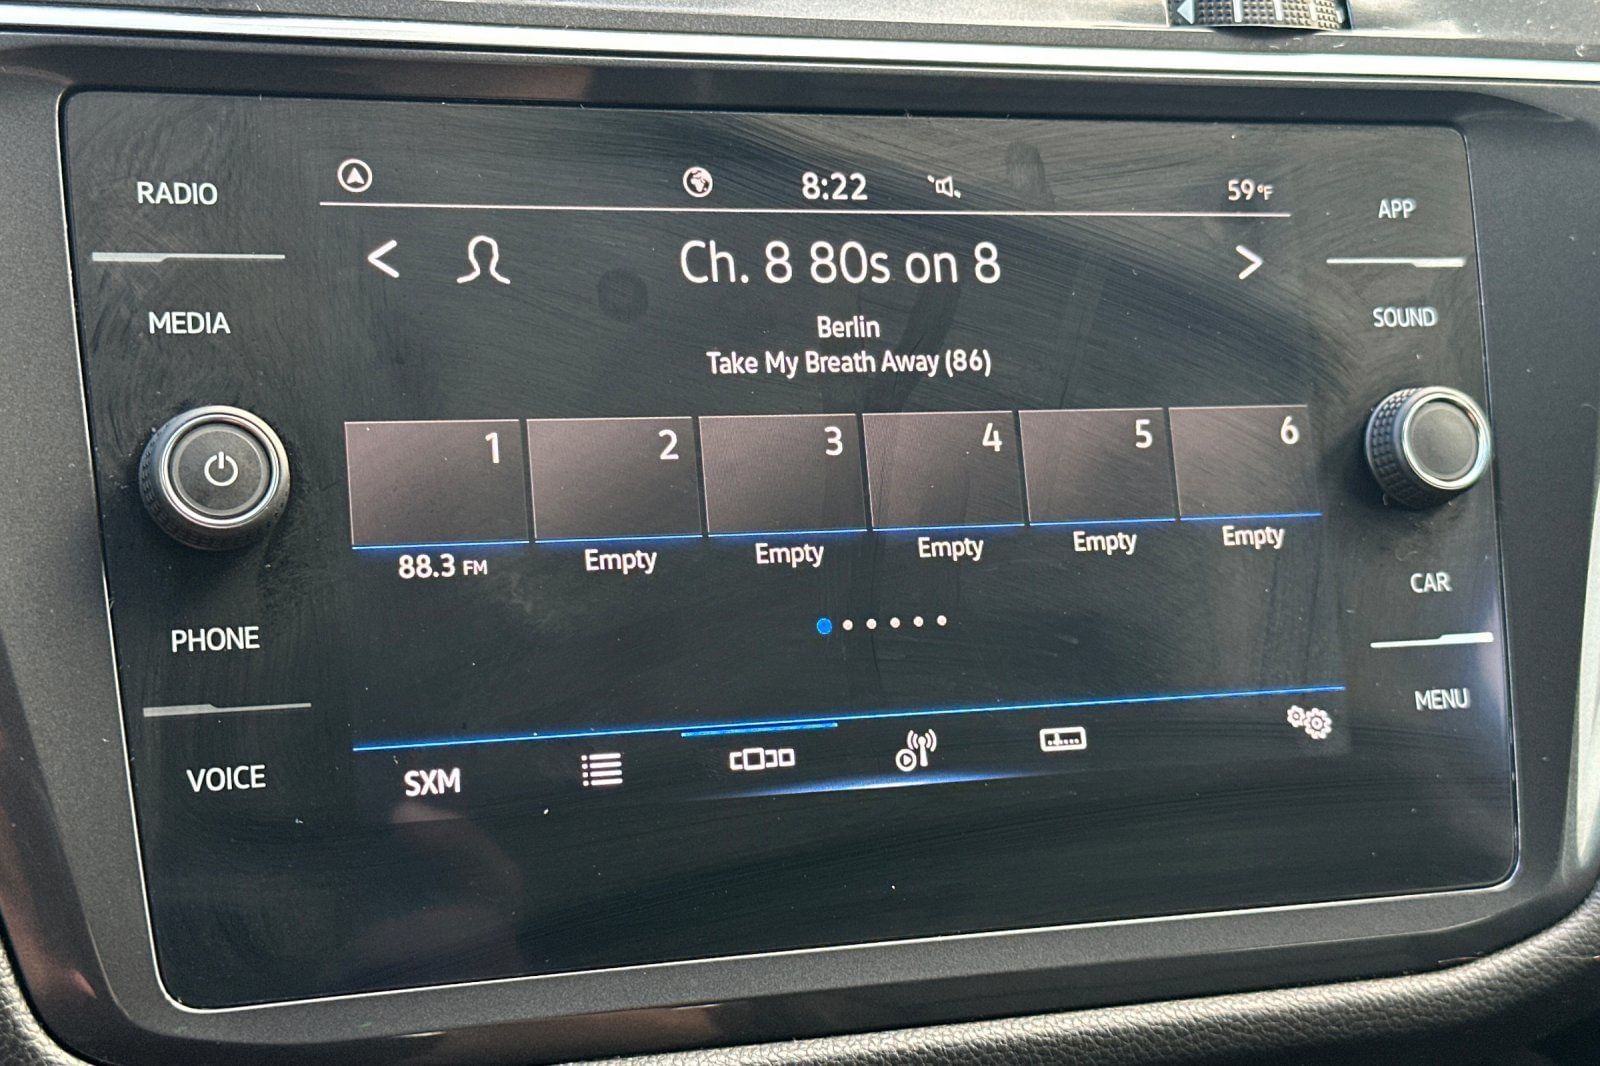 RADIO
MEDIA
PHONE
VOICE
8:22
59°F
Ch. 8 80s on 8
Berlin
Take My Breath Away (86)
1 2 3 4 5 6
88.3 FM Empty Empty Empty Empty Empty
SXM
APP
SOUND
CAR
MENU